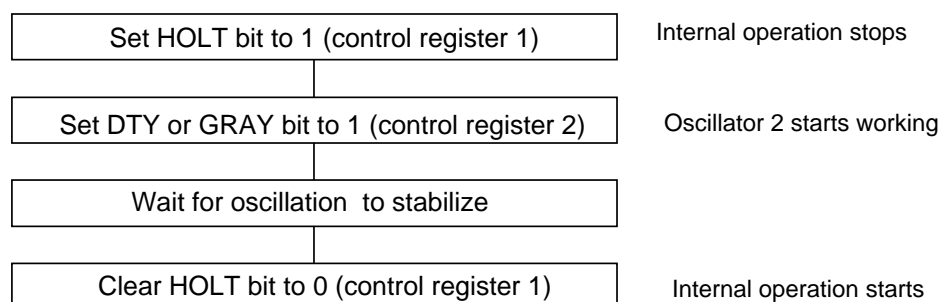 Set HOLT bit to 1 (control register 1)
Internal operation stops
Set DTY or GRAY bit to 1 (control register 2)
Oscillator 2 starts working
Wait for oscillation to stabilize
Clear HOLT bit to 0 (control register 1)
Internal operation starts